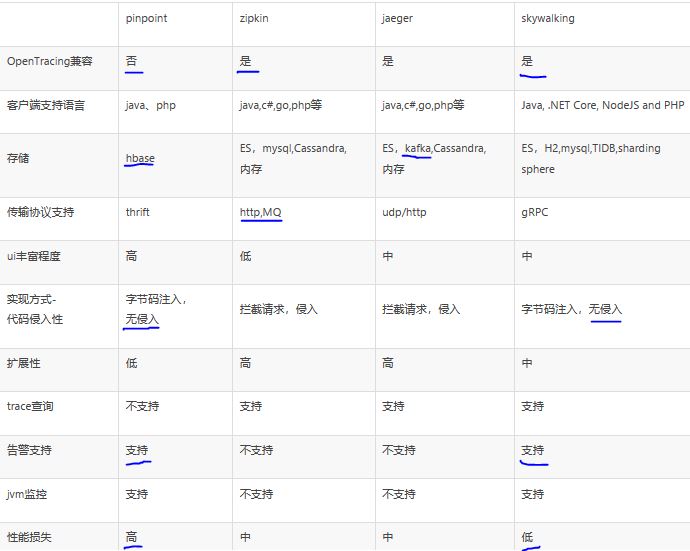 pinpoint zipkin jaeger skywalking
OpenTracing兼容 否 是 是 是
客户端支持语言 java、php java,c#,go,php等 java,c#,go,php等 Java, .NET Core, NodeJS and PHP
存储 hbase ES，mysql,Cassandra,内存 ES，kafka,Cassandra,内存 ES，H2,mysql,TIDB,sharding sphere
传输协议支持 thrift http,MQ udp/http gRPC
ui丰富程度 高 低 中 中
实现方式-代码侵入性 字节码注入，无侵入 拦截请求，侵入 拦截请求，侵入 字节码注入，无侵入
扩展性 低 高 高 中
trace查询 不支持 支持 支持 支持
告警支持 支持 不支持 不支持 支持
jvm监控 支持 不支持 不支持 支持
性能损失 高 中 中 低